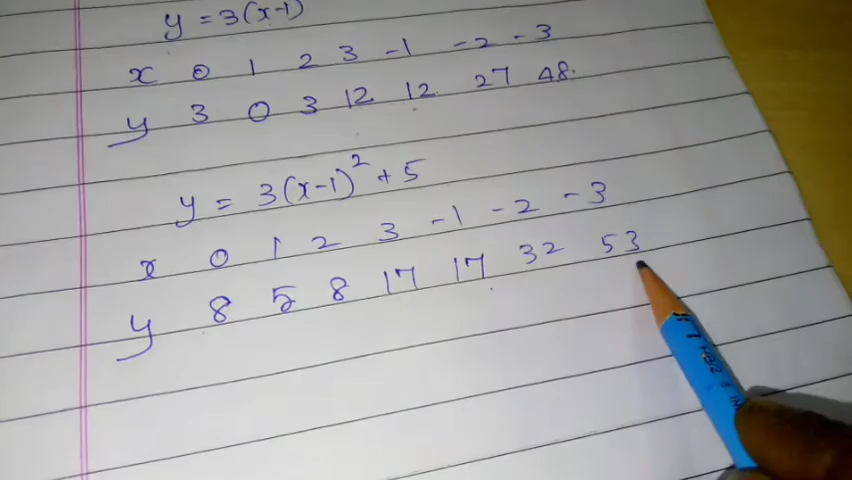 y = 3(x-1)
x 0 1 2 3 -1 -2 -3
y 3 0 3 12 12 27 48
y = 3(x-1)² + 5
x 0 1 2 3 -1 -2 -3
y 8 5 8 17 17 32 53